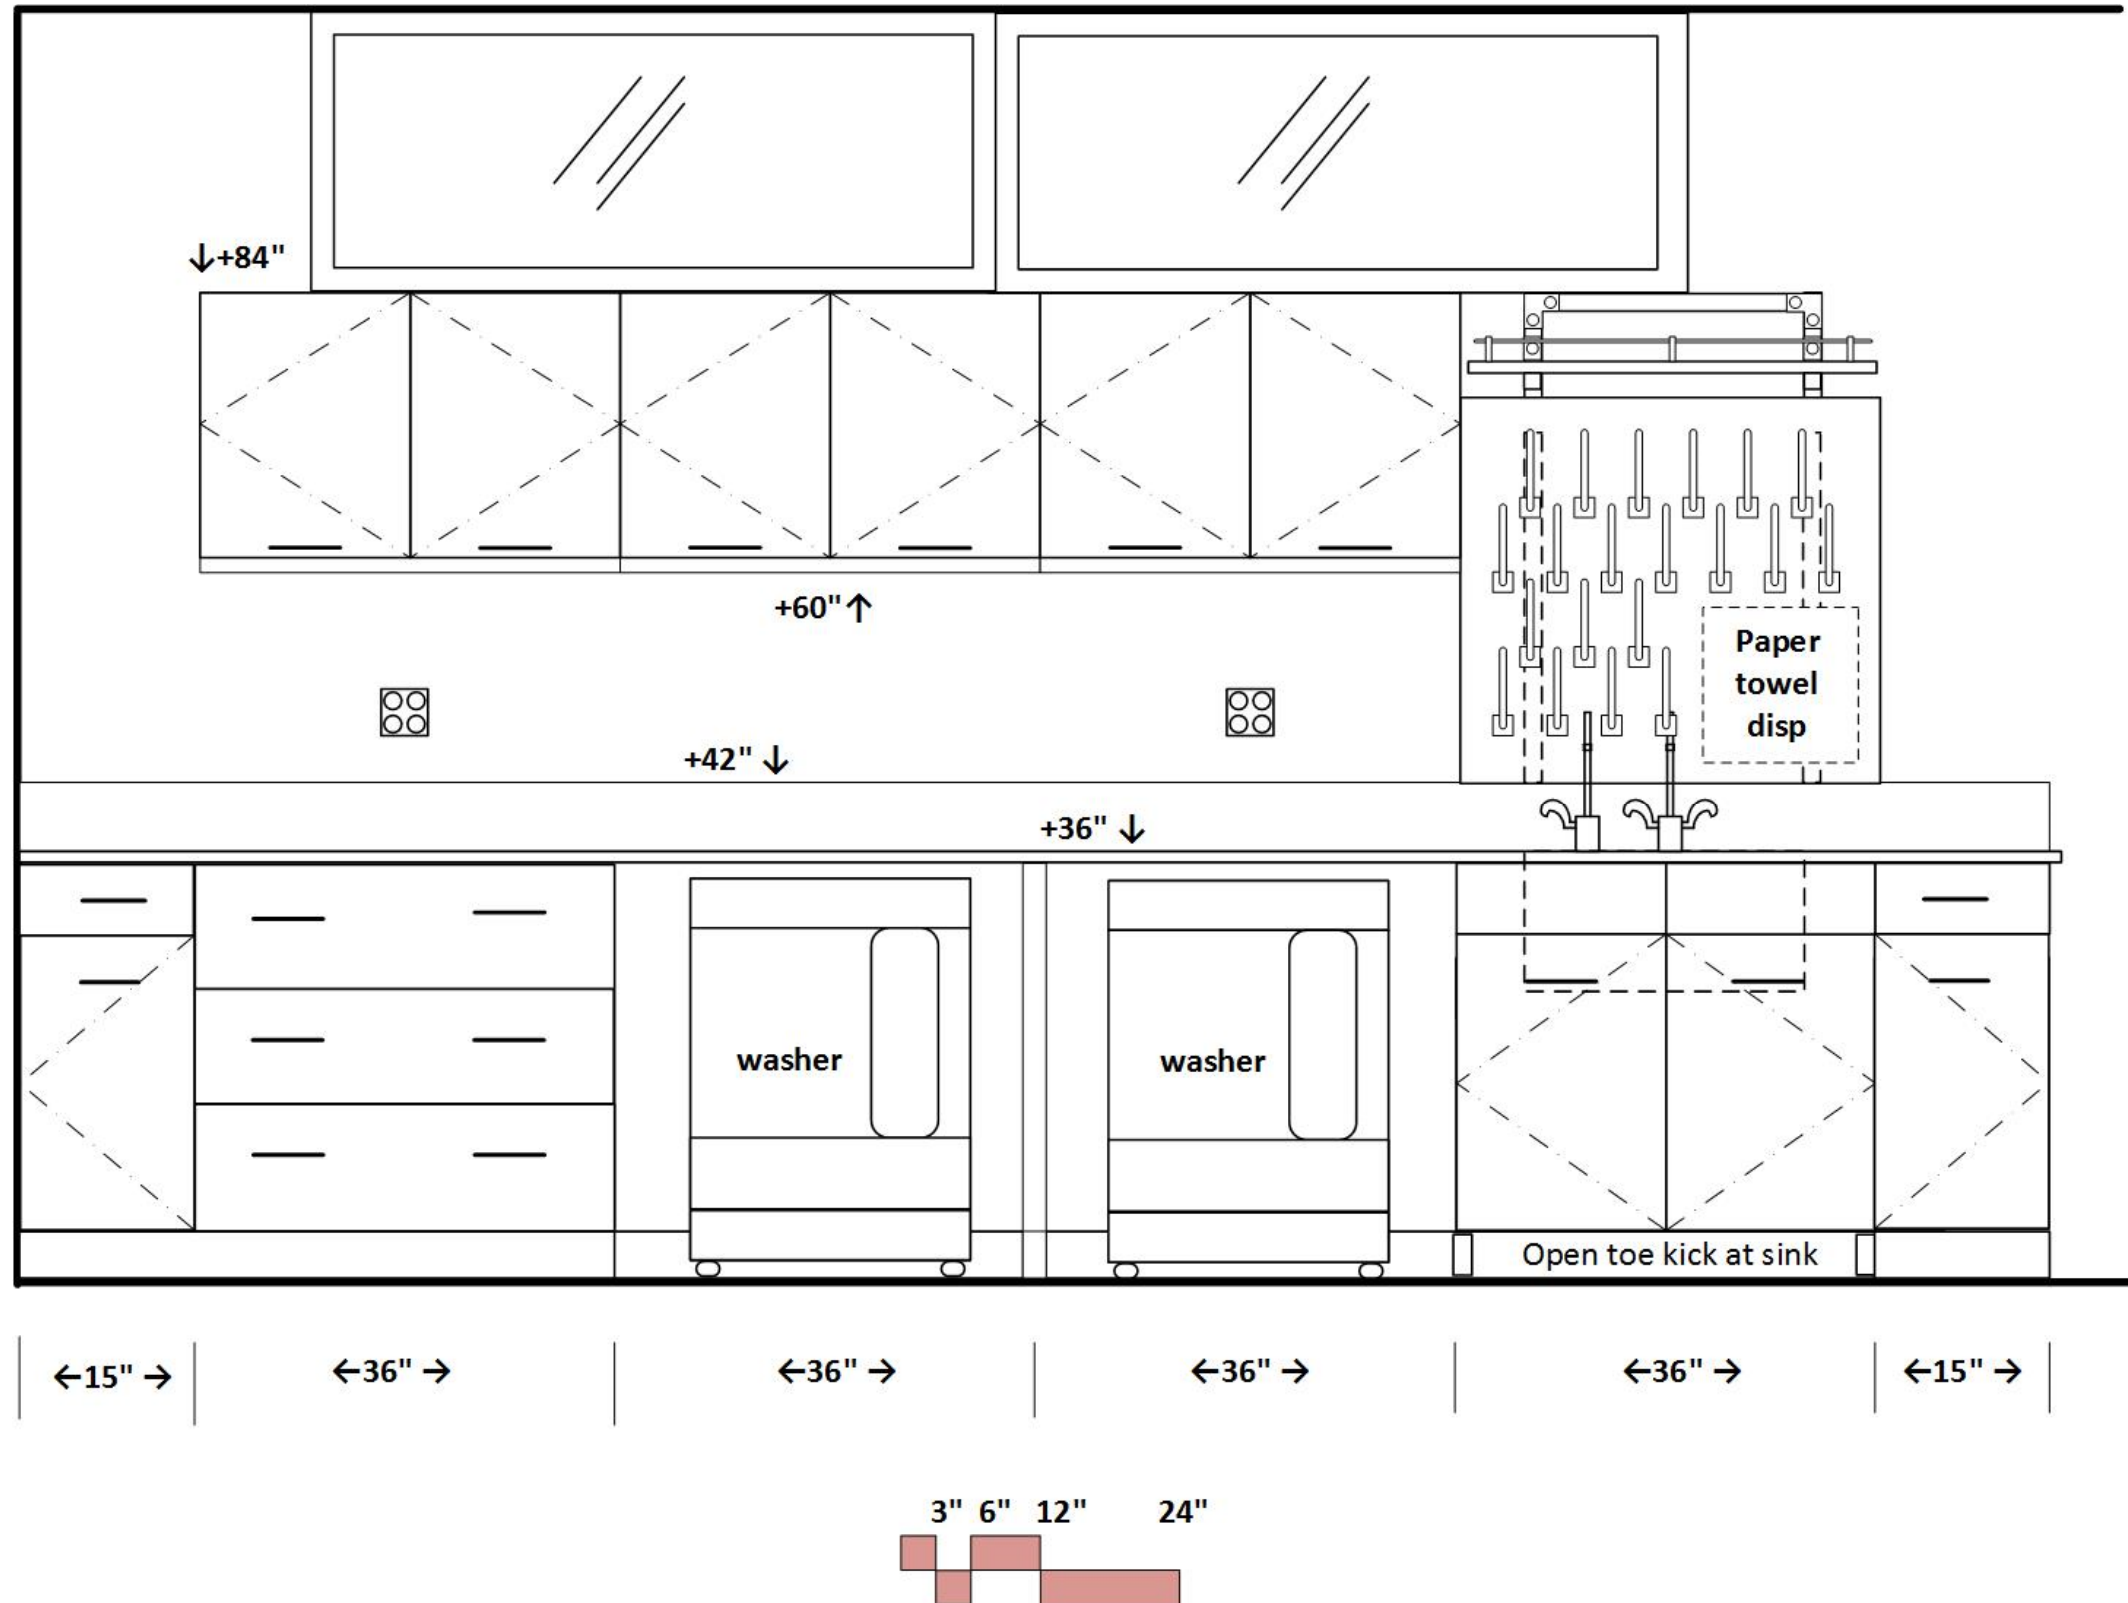 ↓+84"
+60"↑
Paper
towel
disp
+42" ↓
+36" ↓
washer
washer
Open toe kick at sink
←15" →
←36" →
←36" →
←36" →
←36" →
←15" →
3" 6" 12" 24"